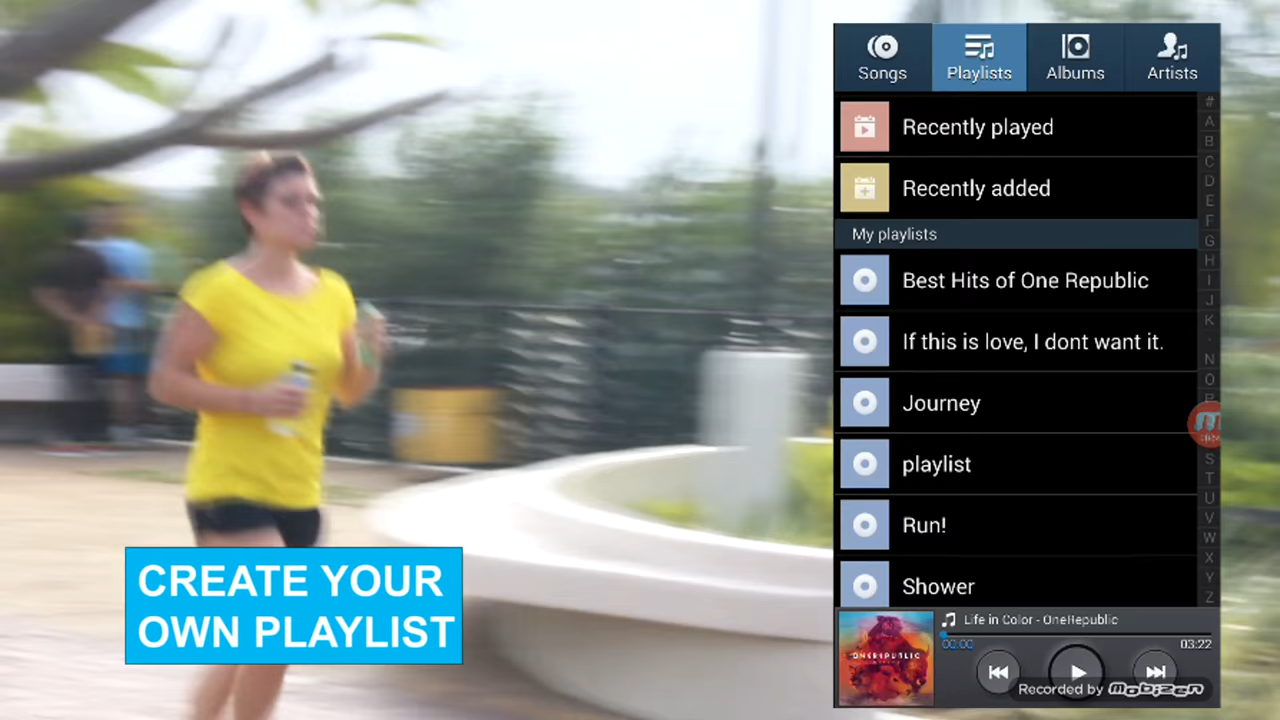 Songs
Playlists
Albums
Artists
Recently played
Recently added
My playlists
Best Hits of One Republic
If this is love, I dont want it.
Journey
playlist
Run!
Shower
#
A
B
C
D
E
F
G
H
I
J
K
N
O
P
S
T
U
V
W
X
Y
Z
CREATE YOUR
OWN PLAYLIST
ONEREPUBLIC
Life in Color - OneRepublic
00:00
03:22
Recorded by MOBIZEN